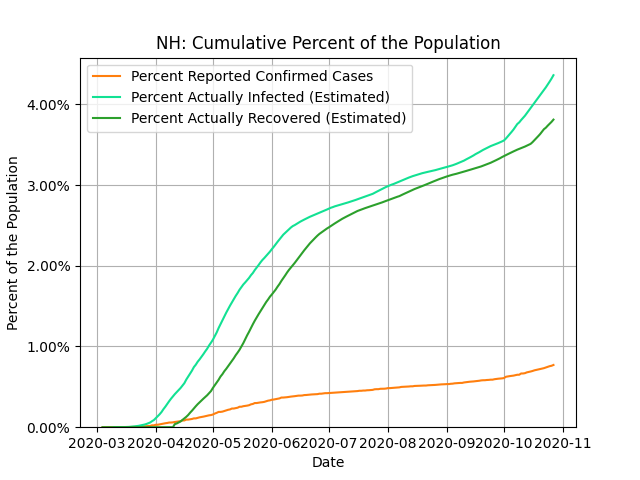 NH: Cumulative Percent of the Population
Percent Reported Confirmed Cases
Percent Actually Infected (Estimated)
Percent Actually Recovered (Estimated)
Percent of the Population
4.00%
3.00%
2.00%
1.00%
0.00%
2020-03 2020-04 2020-05 2020-06 2020-07 2020-08 2020-09 2020-10 2020-11
Date